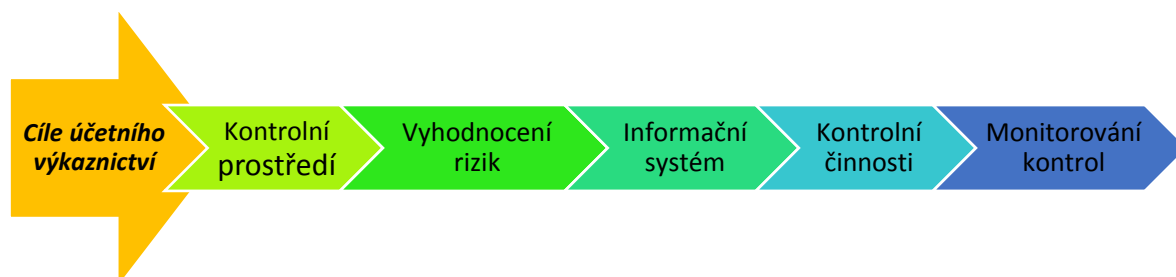 Cíle účetního
výkaznictví
Kontrolní
prostředí
Vyhodnocení
rizik
Informační
systém
Kontrolní
činnosti
Monitorování
kontrol